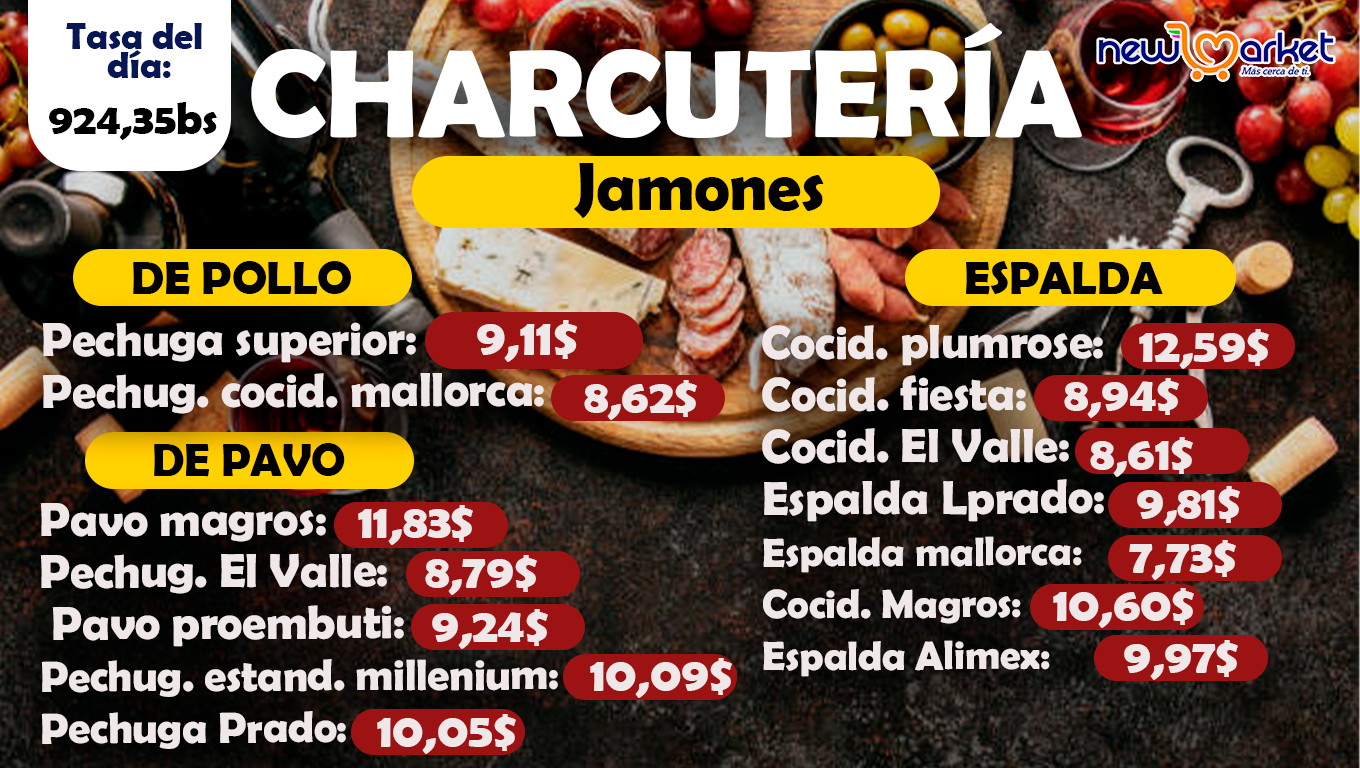 Tasa del
día:
924,35bs
CHARCUTERÍA
new market
Más cerca de ti.
Jamones
DE POLLO
Pechuga superior: 9,11$
Pechug. cocid. mallorca: 8,62$
DE PAVO
Pavo magros: 11,83$
Pechug. El Valle: 8,79$
Pavo proembuti: 9,24$
Pechug. estand. millenium: 10,09$
Pechuga Prado: 10,05$
ESPALDA
Cocid. plumrose: 12,59$
Cocid. fiesta: 8,94$
Cocid. El Valle: 8,61$
Espalda Lprado: 9,81$
Espalda mallorca: 7,73$
Cocid. Magros: 10,60$
Espalda Alimex: 9,97$